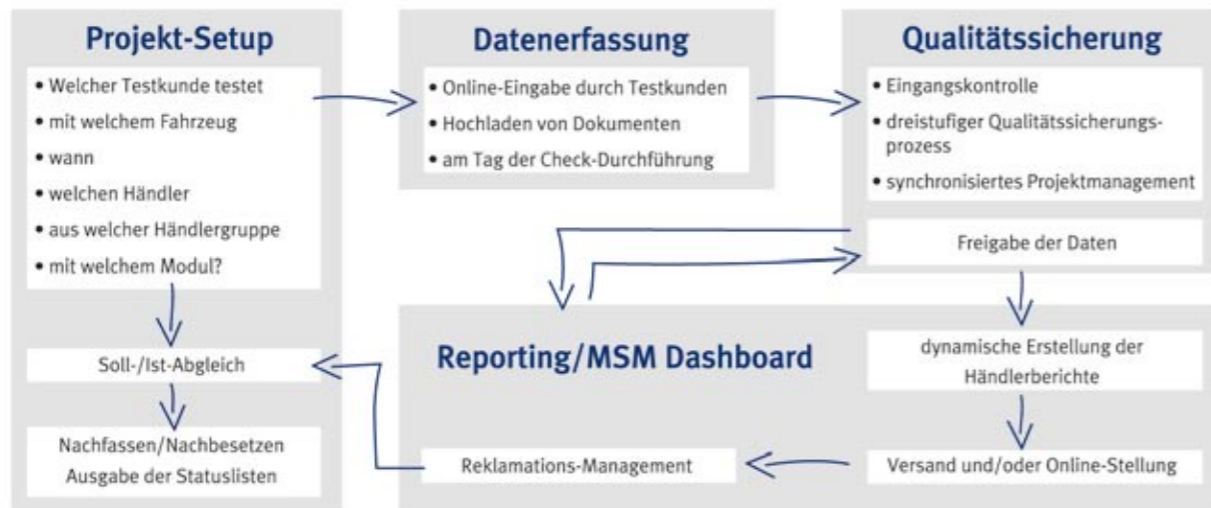 Projekt-Setup
• Welcher Testkunde testet
• mit welchem Fahrzeug
• wann
• welchen Händler
• aus welcher Händlergruppe
• mit welchem Modul?
Soll-/Ist-Abgleich
Nachfassen/Nachbesetzen
Ausgabe der Statuslisten
Datenerfassung
• Online-Eingabe durch Testkunden
• Hochladen von Dokumenten
• am Tag der Check-Durchführung
Qualitätssicherung
• Eingangskontrolle
• dreistufiger Qualitätssicherungs-
prozess
• synchronisiertes Projektmanagement
Freigabe der Daten
Reporting/MSM Dashboard
dynamische Erstellung der
Händlerberichte
Versand und/oder Online-Stellung
Reklamations-Management